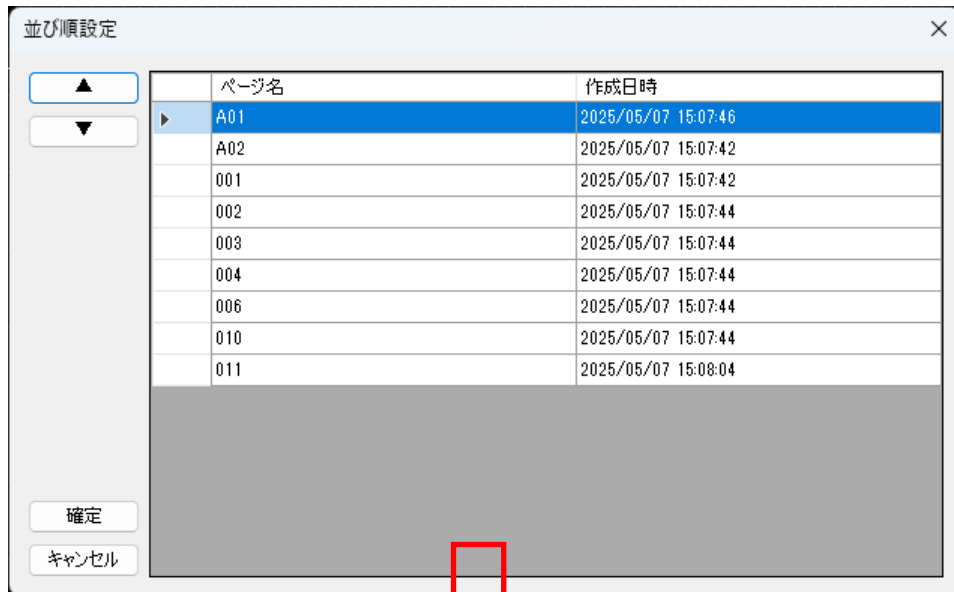 並び順設定
▲
▼
ページ名 作成日時
A01 2025/05/07 15:07:46
A02 2025/05/07 15:07:42
001 2025/05/07 15:07:42
002 2025/05/07 15:07:44
003 2025/05/07 15:07:44
004 2025/05/07 15:07:44
006 2025/05/07 15:07:44
010 2025/05/07 15:07:44
011 2025/05/07 15:08:04
確定
キャンセル